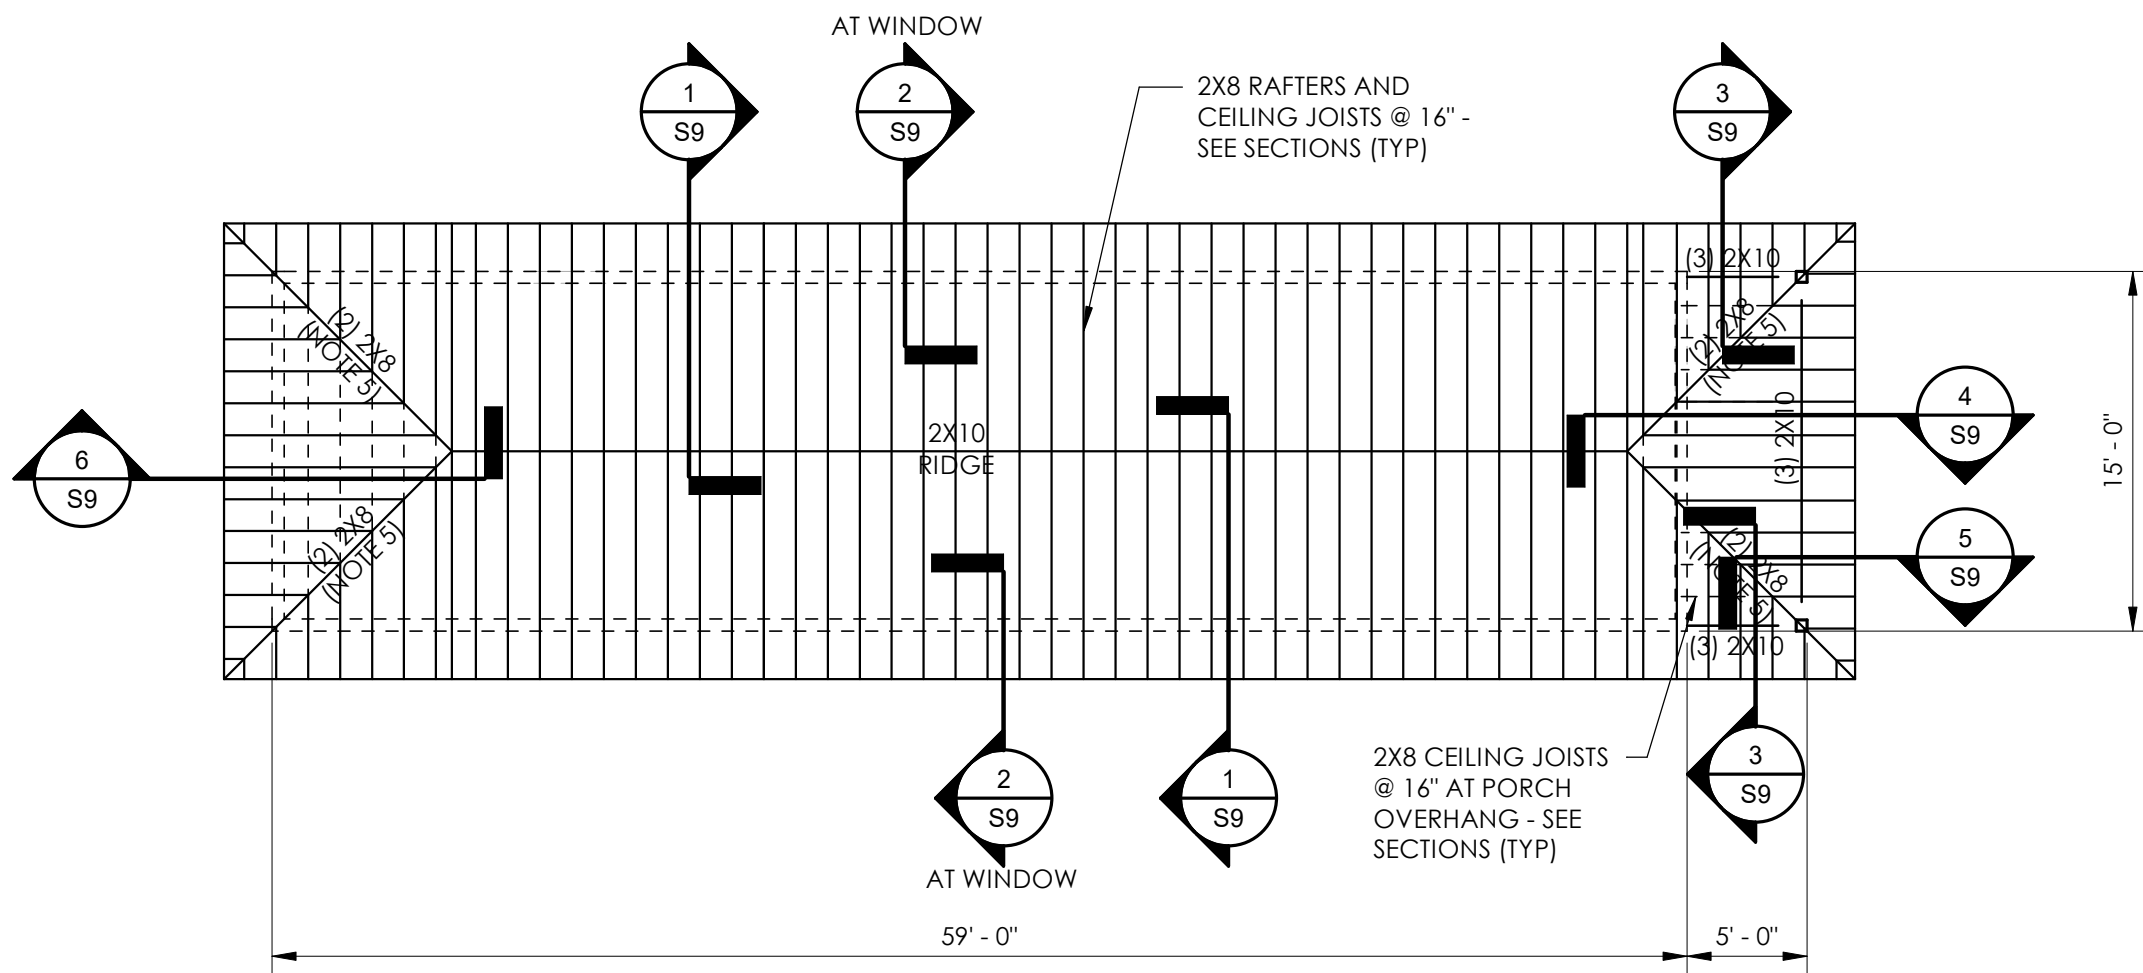 AT WINDOW
1
S9
2
S9
2X8 RAFTERS AND
CEILING JOISTS @ 16" -
SEE SECTIONS (TYP)
3
S9
(3) 2X10
(2) 2X8
(NOTE 5)
(2) 2X8
(NOTE 5)
(3) 2X10
4
S9
15' - 0"
6
S9
2X10
RIDGE
(2) 2X8
(NOTE 5)
(2) 2X8
(NOTE 5)
5
S9
(3) 2X10
2
S9
AT WINDOW
1
S9
2X8 CEILING JOISTS
@ 16" AT PORCH
OVERHANG - SEE
SECTIONS (TYP)
3
S9
59' - 0"
5' - 0"